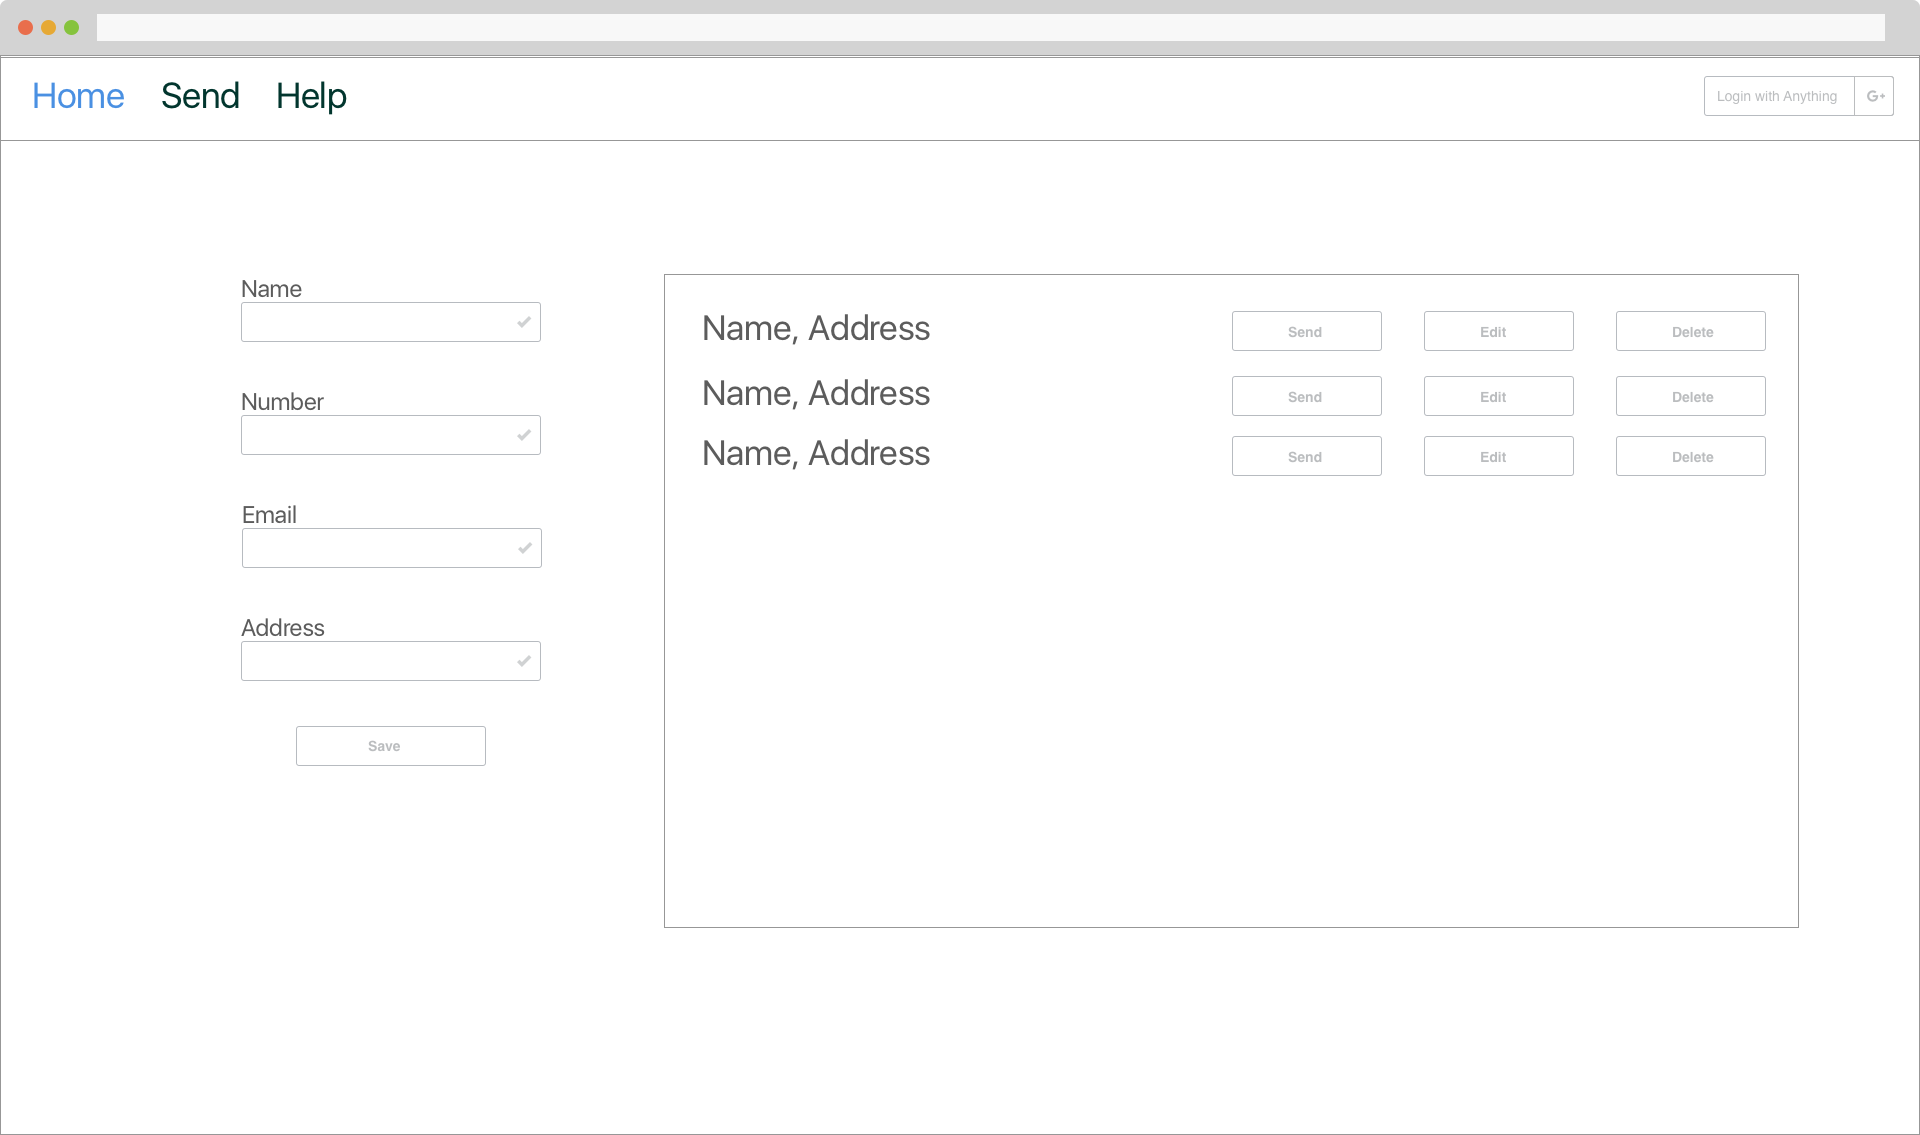 Home Send Help Login with Anything G+
Name
Number
Email
Address
Save
Name, Address Send Edit Delete
Name, Address Send Edit Delete
Name, Address Send Edit Delete